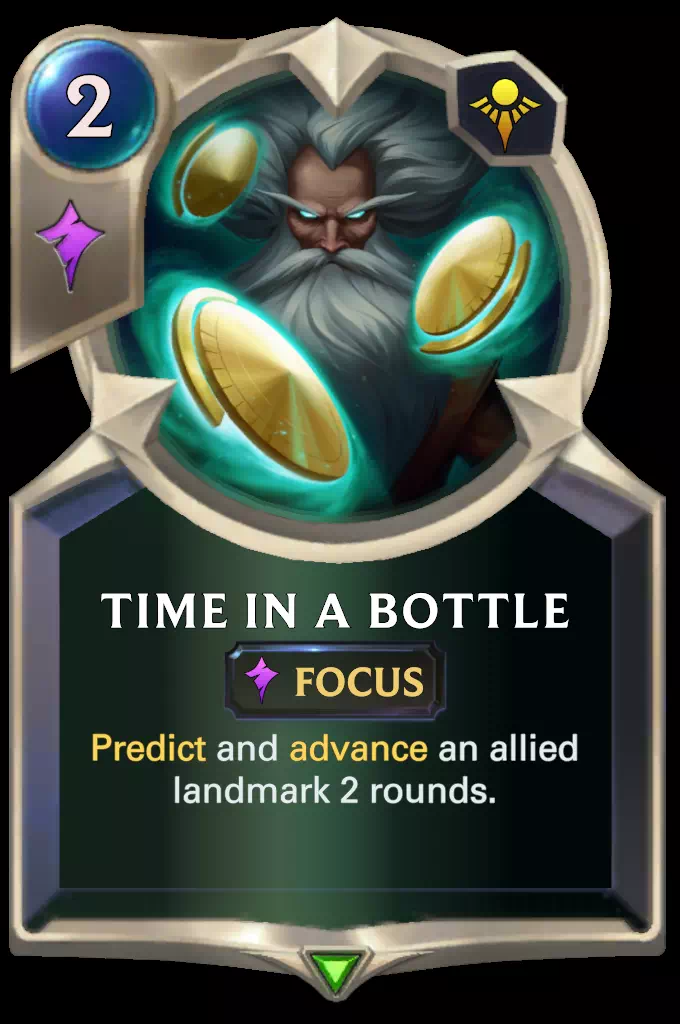 2
TIME IN A BOTTLE
FOCUS
Predict and advance an allied
landmark 2 rounds.